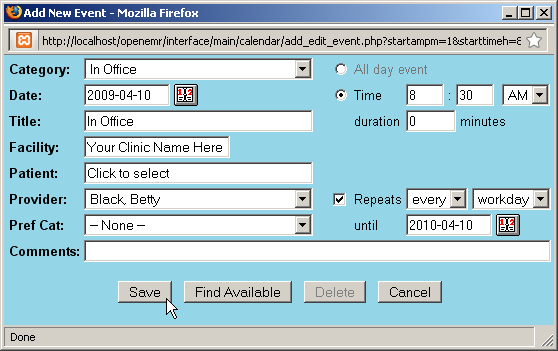 Add New Event - Mozilla Firefox
http://localhost/openemr/interface/main/calendar/add_edit_event.php?startampm=1&starttimeh=8
Category: In Office All day event
Date: 2009-04-10 Time 8 : 30 AM
Title: In Office duration 0 minutes
Facility: Your Clinic Name Here
Patient: Click to select
Provider: Black, Betty Repeats every workday
Pref Cat: -- None -- until 2010-04-10
Comments:
Save Find Available Delete Cancel
Done